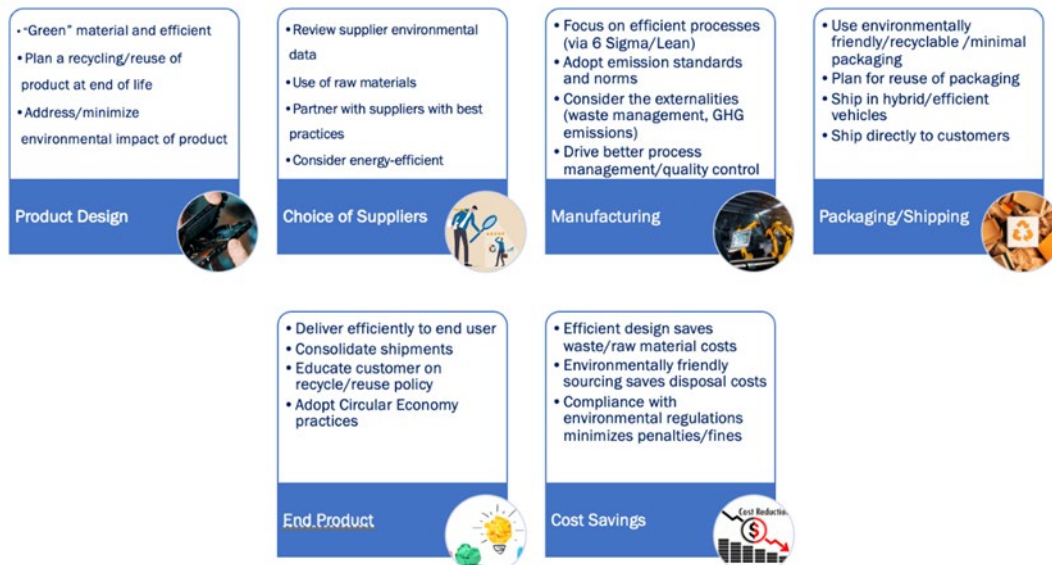 • "Green" material and efficient
• Plan a recycling/reuse of
product at end of life
• Address/minimize
environmental impact of product
Product Design
• Review supplier environmental
data
• Use of raw materials
• Partner with suppliers with best
practices
• Consider energy-efficient
Choice of Suppliers
• Focus on efficient processes
(via 6 Sigma/Lean)
• Adopt emission standards
and norms
• Consider the externalities
(waste management, GHG
emissions)
• Drive better process
management/quality control
Manufacturing
• Use environmentally
friendly/recyclable /minimal
packaging
• Plan for reuse of packaging
• Ship in hybrid/efficient
vehicles
• Ship directly to customers
Packaging/Shipping
• Deliver efficiently to end user
• Consolidate shipments
• Educate customer on
recycle/reuse policy
• Adopt Circular Economy
practices
End Product
• Efficient design saves
waste/raw material costs
• Environmentally friendly
sourcing saves disposal costs
• Compliance with
environmental regulations
minimizes penalties/fines
Cost Savings
Cost Reduction
$